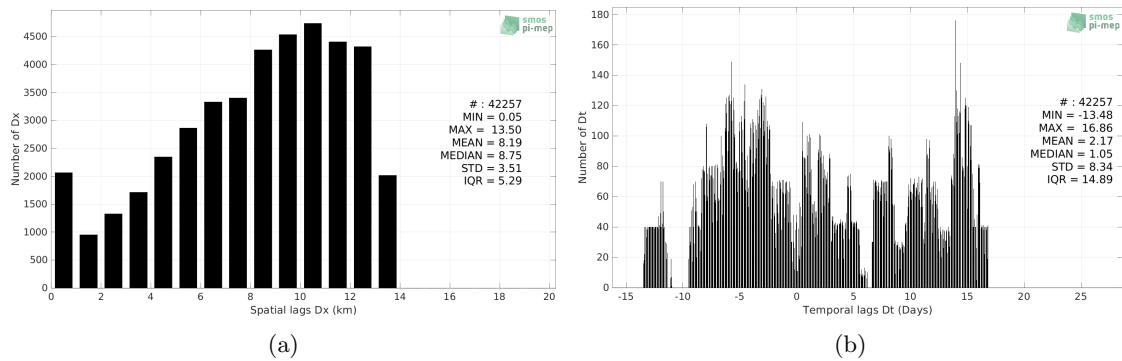 smos
pi-mep
Number of Dx
4500
4000
3500
3000
2500
2000
1500
1000
500
0
# : 42257
MIN = 0.05
MAX = 13.50
MEAN = 8.19
MEDIAN = 8.75
STD = 3.51
IQR = 5.29
0 2 4 6 8 10 12 14 16 18 20
Spatial lags Dx (km)
(a)
smos
pi-mep
Number of Dt
180
160
140
120
100
80
60
40
20
0
# : 42257
MIN = -13.48
MAX = 16.86
MEAN = 2.17
MEDIAN = 1.05
STD = 8.34
IQR = 14.89
-15 -10 -5 0 5 10 15 20 25
Temporal lags Dt (Days)
(b)